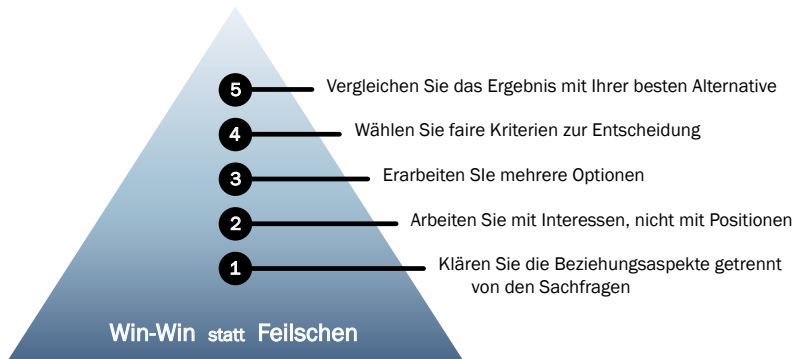 5 Vergleichen Sie das Ergebnis mit Ihrer besten Alternative
4 Wählen Sie faire Kriterien zur Entscheidung
3 Erarbeiten SIe mehrere Optionen
2 Arbeiten Sie mit Interessen, nicht mit Positionen
1 Klären Sie die Beziehungsaspekte getrennt
von den Sachfragen
Win-Win statt Feilschen